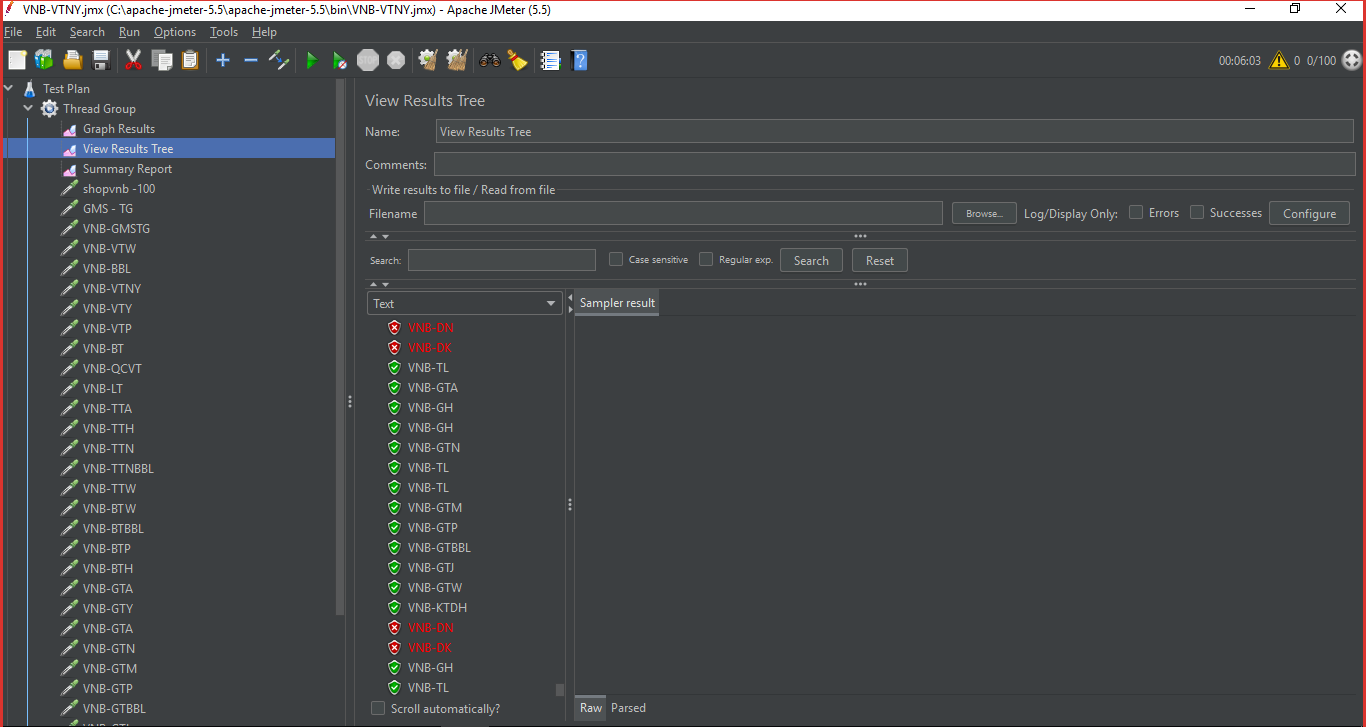 VNB-VTNY.jmx (C:\apache-jmeter-5.5\apache-jmeter-5.5\bin\VNB-VTNY.jmx) - Apache JMeter (5.5)
File Edit Search Run Options Tools Help
00:06:03 0 0/100
Test Plan
Thread Group
Graph Results
View Results Tree
Summary Report
shopvnb -100
GMS - TG
VNB-GMSTG
VNB-VTW
VNB-BBL
VNB-VTNY
VNB-VTY
VNB-VTP
VNB-BT
VNB-QCVT
VNB-LT
VNB-TTA
VNB-TTH
VNB-TTN
VNB-TTNBBL
VNB-TTW
VNB-BTW
VNB-BTBBL
VNB-BTP
VNB-BTH
VNB-GTA
VNB-GTY
VNB-GTA
VNB-GTN
VNB-GTM
VNB-GTP
VNB-GTBBL
View Results Tree
Name: View Results Tree
Comments:
Write results to file / Read from file
Filename Browse... Log/Display Only: Errors Successes Configure
Search: Case sensitive Regular exp. Search Reset
Text
VNB-DN
VNB-DK
VNB-TL
VNB-GTA
VNB-GH
VNB-GH
VNB-GTN
VNB-TL
VNB-TL
VNB-GTM
VNB-GTP
VNB-GTBBL
VNB-GTJ
VNB-GTW
VNB-KTDH
VNB-DN
VNB-DK
VNB-GH
VNB-TL
Scroll automatically?
Sampler result
Raw Parsed